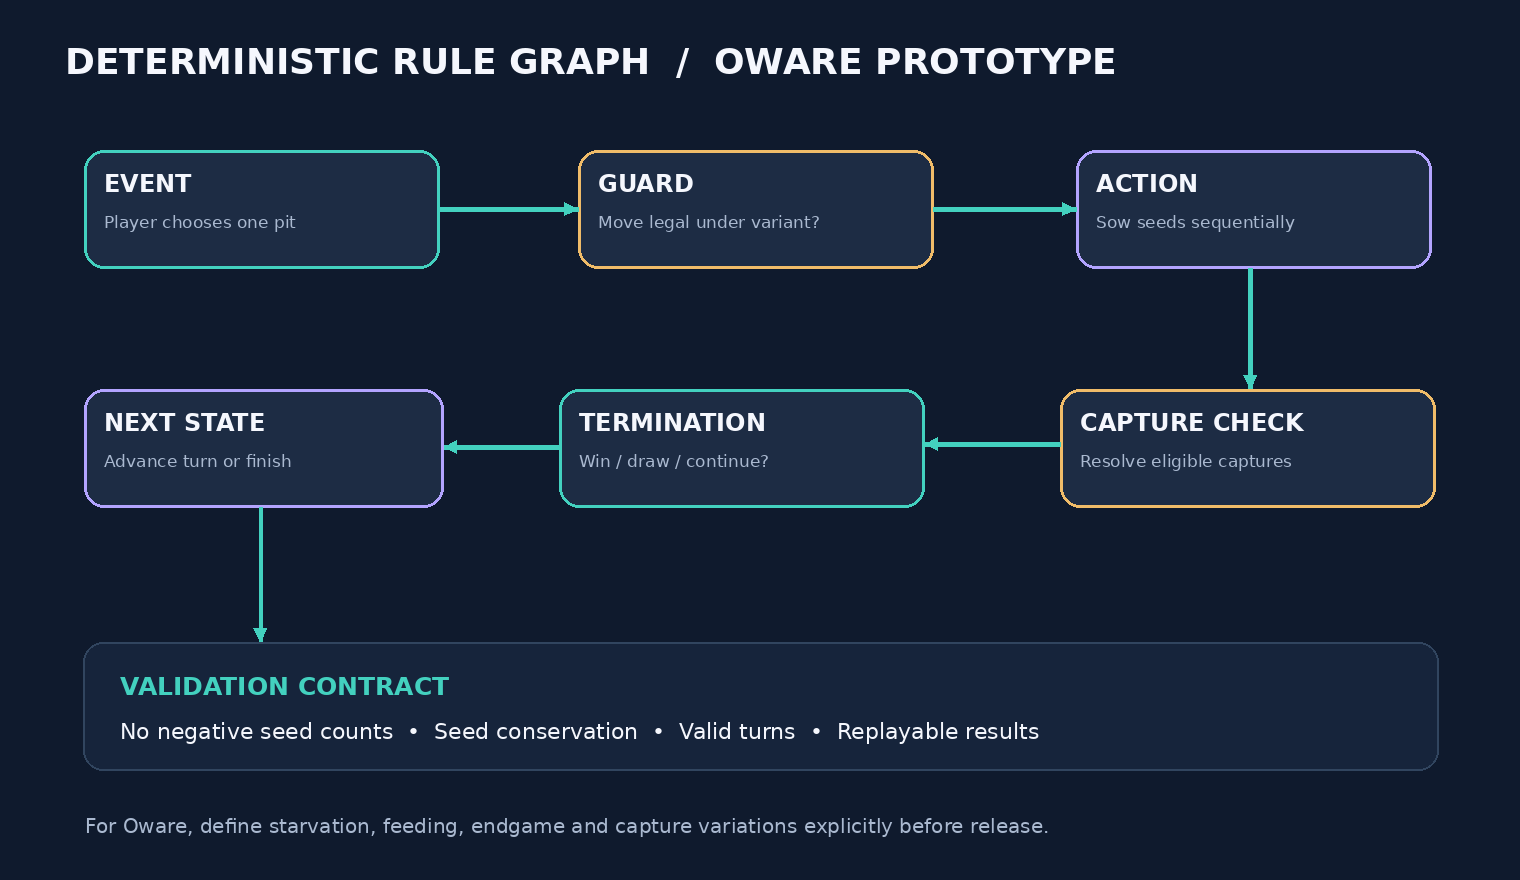 DETERMINISTIC RULE GRAPH / OWARE PROTOTYPE
EVENT
Player chooses one pit
GUARD
Move legal under variant?
ACTION
Sow seeds sequentially
NEXT STATE
Advance turn or finish
TERMINATION
Win / draw / continue?
CAPTURE CHECK
Resolve eligible captures
VALIDATION CONTRACT
No negative seed counts • Seed conservation • Valid turns • Replayable results
For Oware, define starvation, feeding, endgame and capture variations explicitly before release.